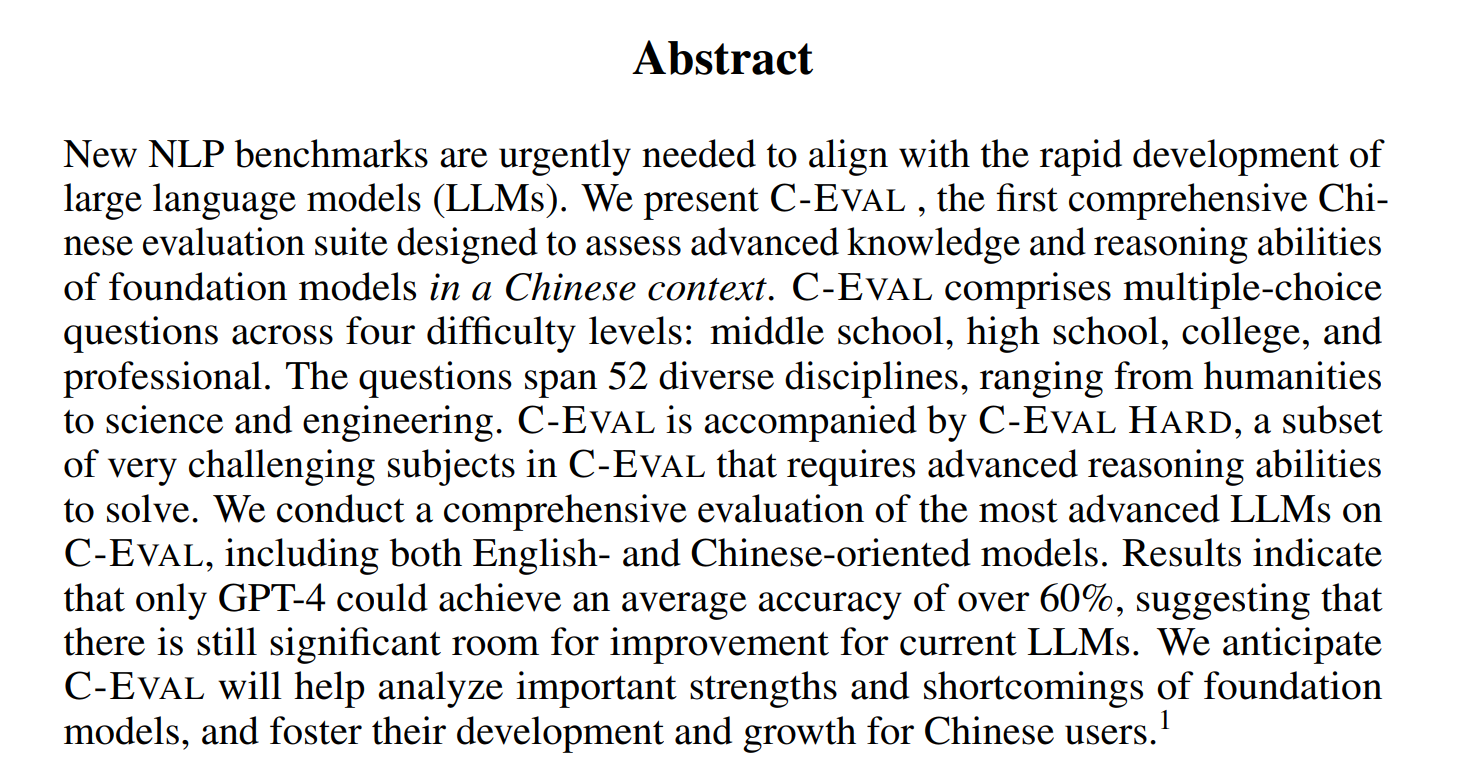 Abstract
New NLP benchmarks are urgently needed to align with the rapid development of
large language models (LLMs). We present C-EVAL , the first comprehensive Chi-
nese evaluation suite designed to assess advanced knowledge and reasoning abilities
of foundation models in a Chinese context. C-EVAL comprises multiple-choice
questions across four difficulty levels: middle school, high school, college, and
professional. The questions span 52 diverse disciplines, ranging from humanities
to science and engineering. C-EVAL is accompanied by C-EVAL HARD, a subset
of very challenging subjects in C-EVAL that requires advanced reasoning abilities
to solve. We conduct a comprehensive evaluation of the most advanced LLMs on
C-EVAL, including both English- and Chinese-oriented models. Results indicate
that only GPT-4 could achieve an average accuracy of over 60%, suggesting that
there is still significant room for improvement for current LLMs. We anticipate
C-EVAL will help analyze important strengths and shortcomings of foundation
models, and foster their development and growth for Chinese users.¹